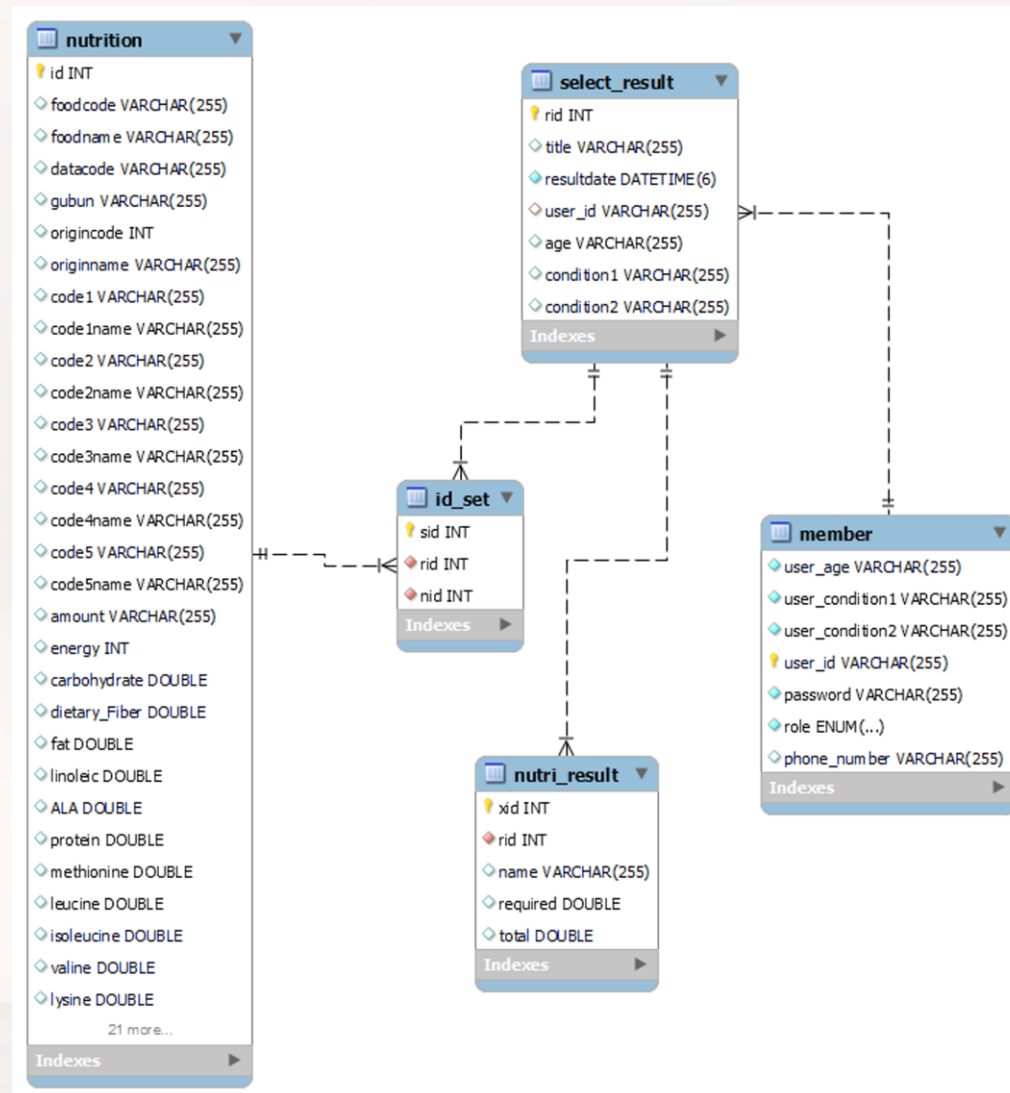 nutrition
id INT
foodcode VARCHAR(255)
foodname VARCHAR(255)
datacode VARCHAR(255)
gubun VARCHAR(255)
origincode INT
originname VARCHAR(255)
code1 VARCHAR(255)
code1name VARCHAR(255)
code2 VARCHAR(255)
code2name VARCHAR(255)
code3 VARCHAR(255)
code3name VARCHAR(255)
code4 VARCHAR(255)
code4name VARCHAR(255)
code5 VARCHAR(255)
code5name VARCHAR(255)
amount VARCHAR(255)
energy INT
carbohydrate DOUBLE
dietary_Fiber DOUBLE
fat DOUBLE
linoleic DOUBLE
ALA DOUBLE
protein DOUBLE
methionine DOUBLE
leucine DOUBLE
isoleucine DOUBLE
valine DOUBLE
lysine DOUBLE
21 more...
Indexes
select_result
rid INT
title VARCHAR(255)
resultdate DATETIME(6)
user_id VARCHAR(255)
age VARCHAR(255)
condition1 VARCHAR(255)
condition2 VARCHAR(255)
Indexes
id_set
sid INT
rid INT
nid INT
Indexes
nutri_result
xid INT
rid INT
name VARCHAR(255)
required DOUBLE
total DOUBLE
Indexes
member
user_age VARCHAR(255)
user_condition1 VARCHAR(255)
user_condition2 VARCHAR(255)
user_id VARCHAR(255)
password VARCHAR(255)
role ENUM(...)
phone_number VARCHAR(255)
Indexes